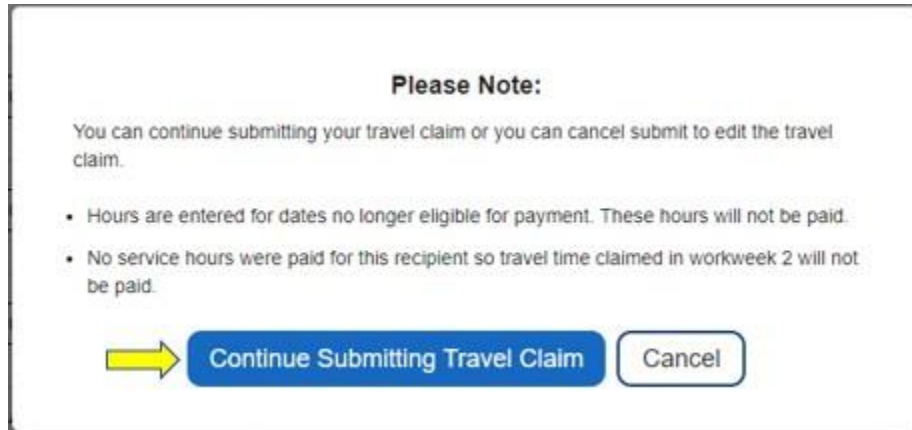 Please Note:
You can continue submitting your travel claim or you can cancel submit to edit the travel
claim.
• Hours are entered for dates no longer eligible for payment. These hours will not be paid.
• No service hours were paid for this recipient so travel time claimed in workweek 2 will not
be paid.
Continue Submitting Travel Claim
Cancel